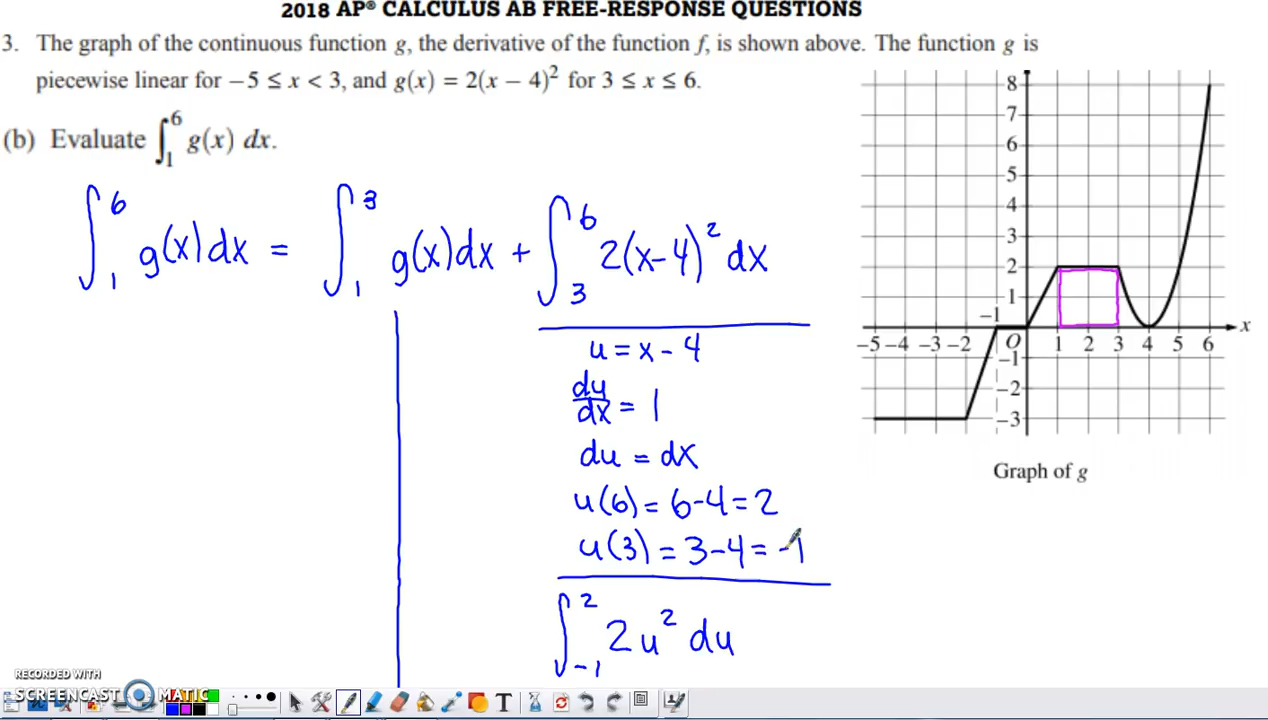 2018 AP® CALCULUS AB FREE-RESPONSE QUESTIONS
3. The graph of the continuous function g, the derivative of the function f, is shown above. The function g is
piecewise linear for −5 ≤ x < 3, and g(x) = 2(x − 4)² for 3 ≤ x ≤ 6.
(b) Evaluate ∫₁⁶ g(x) dx.
∫₁⁶ g(x)dx = ∫₁³ g(x)dx + ∫₃⁶ 2(x-4)² dx
u = x - 4
du/dx = 1
du = dx
u(6) = 6-4 = 2
u(3) = 3-4 = -1
∫₋₁² 2u² du
8
7
6
5
4
3
2
1
−1
O
x
−5 −4 −3 −2 1 2 3 4 5 6
−1
−2
−3
Graph of g
RECORDED WITH
SCREENCAST MATIC
T